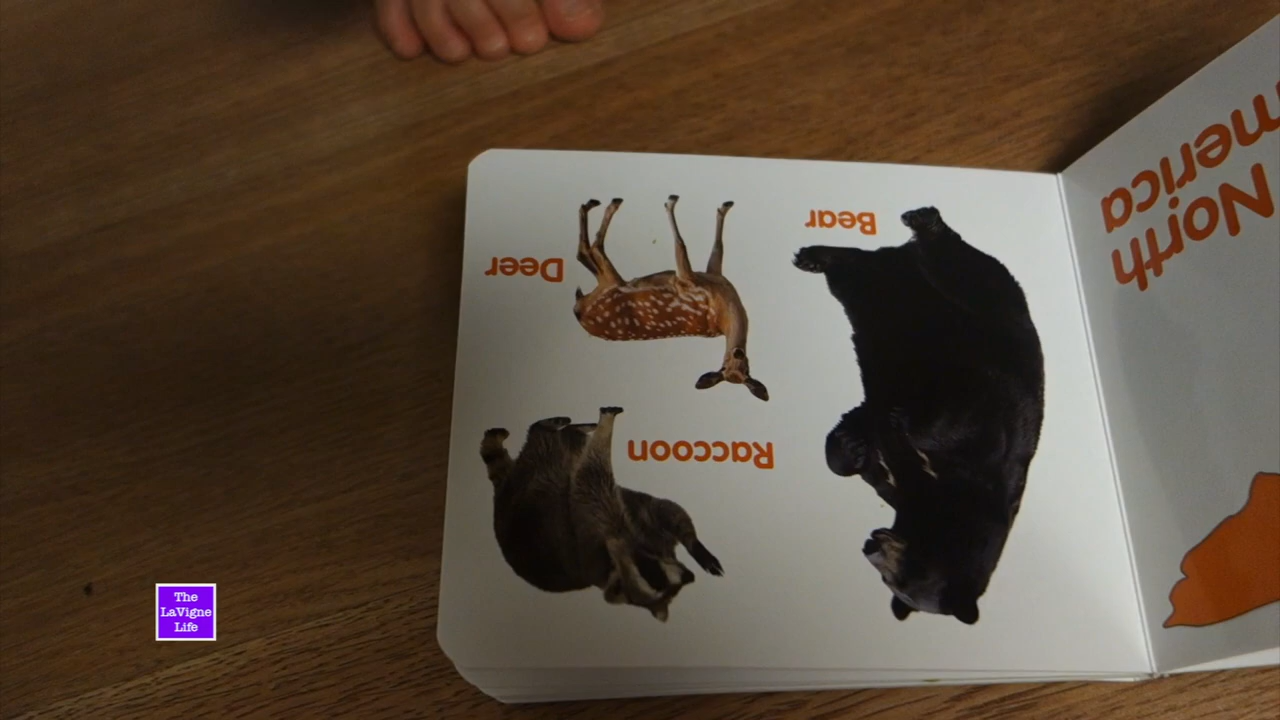 North
merica
Bear
Deer
Raccoon
The
LaVigne
Life